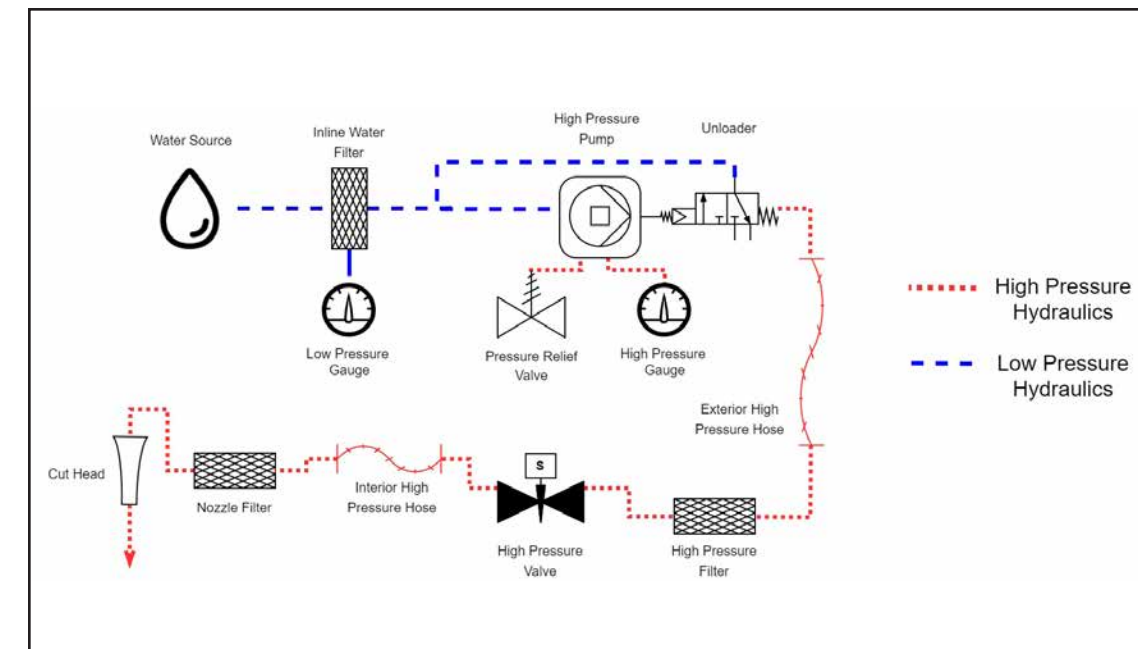 Water Source
Inline Water
Filter
High Pressure
Pump
Unloader
Low Pressure
Gauge
Pressure Relief
Valve
High Pressure
Gauge
High Pressure
Hydraulics
Low Pressure
Hydraulics
Exterior High
Pressure Hose
Cut Head
Nozzle Filter
Interior High
Pressure Hose
S
High Pressure
Valve
High Pressure
Filter